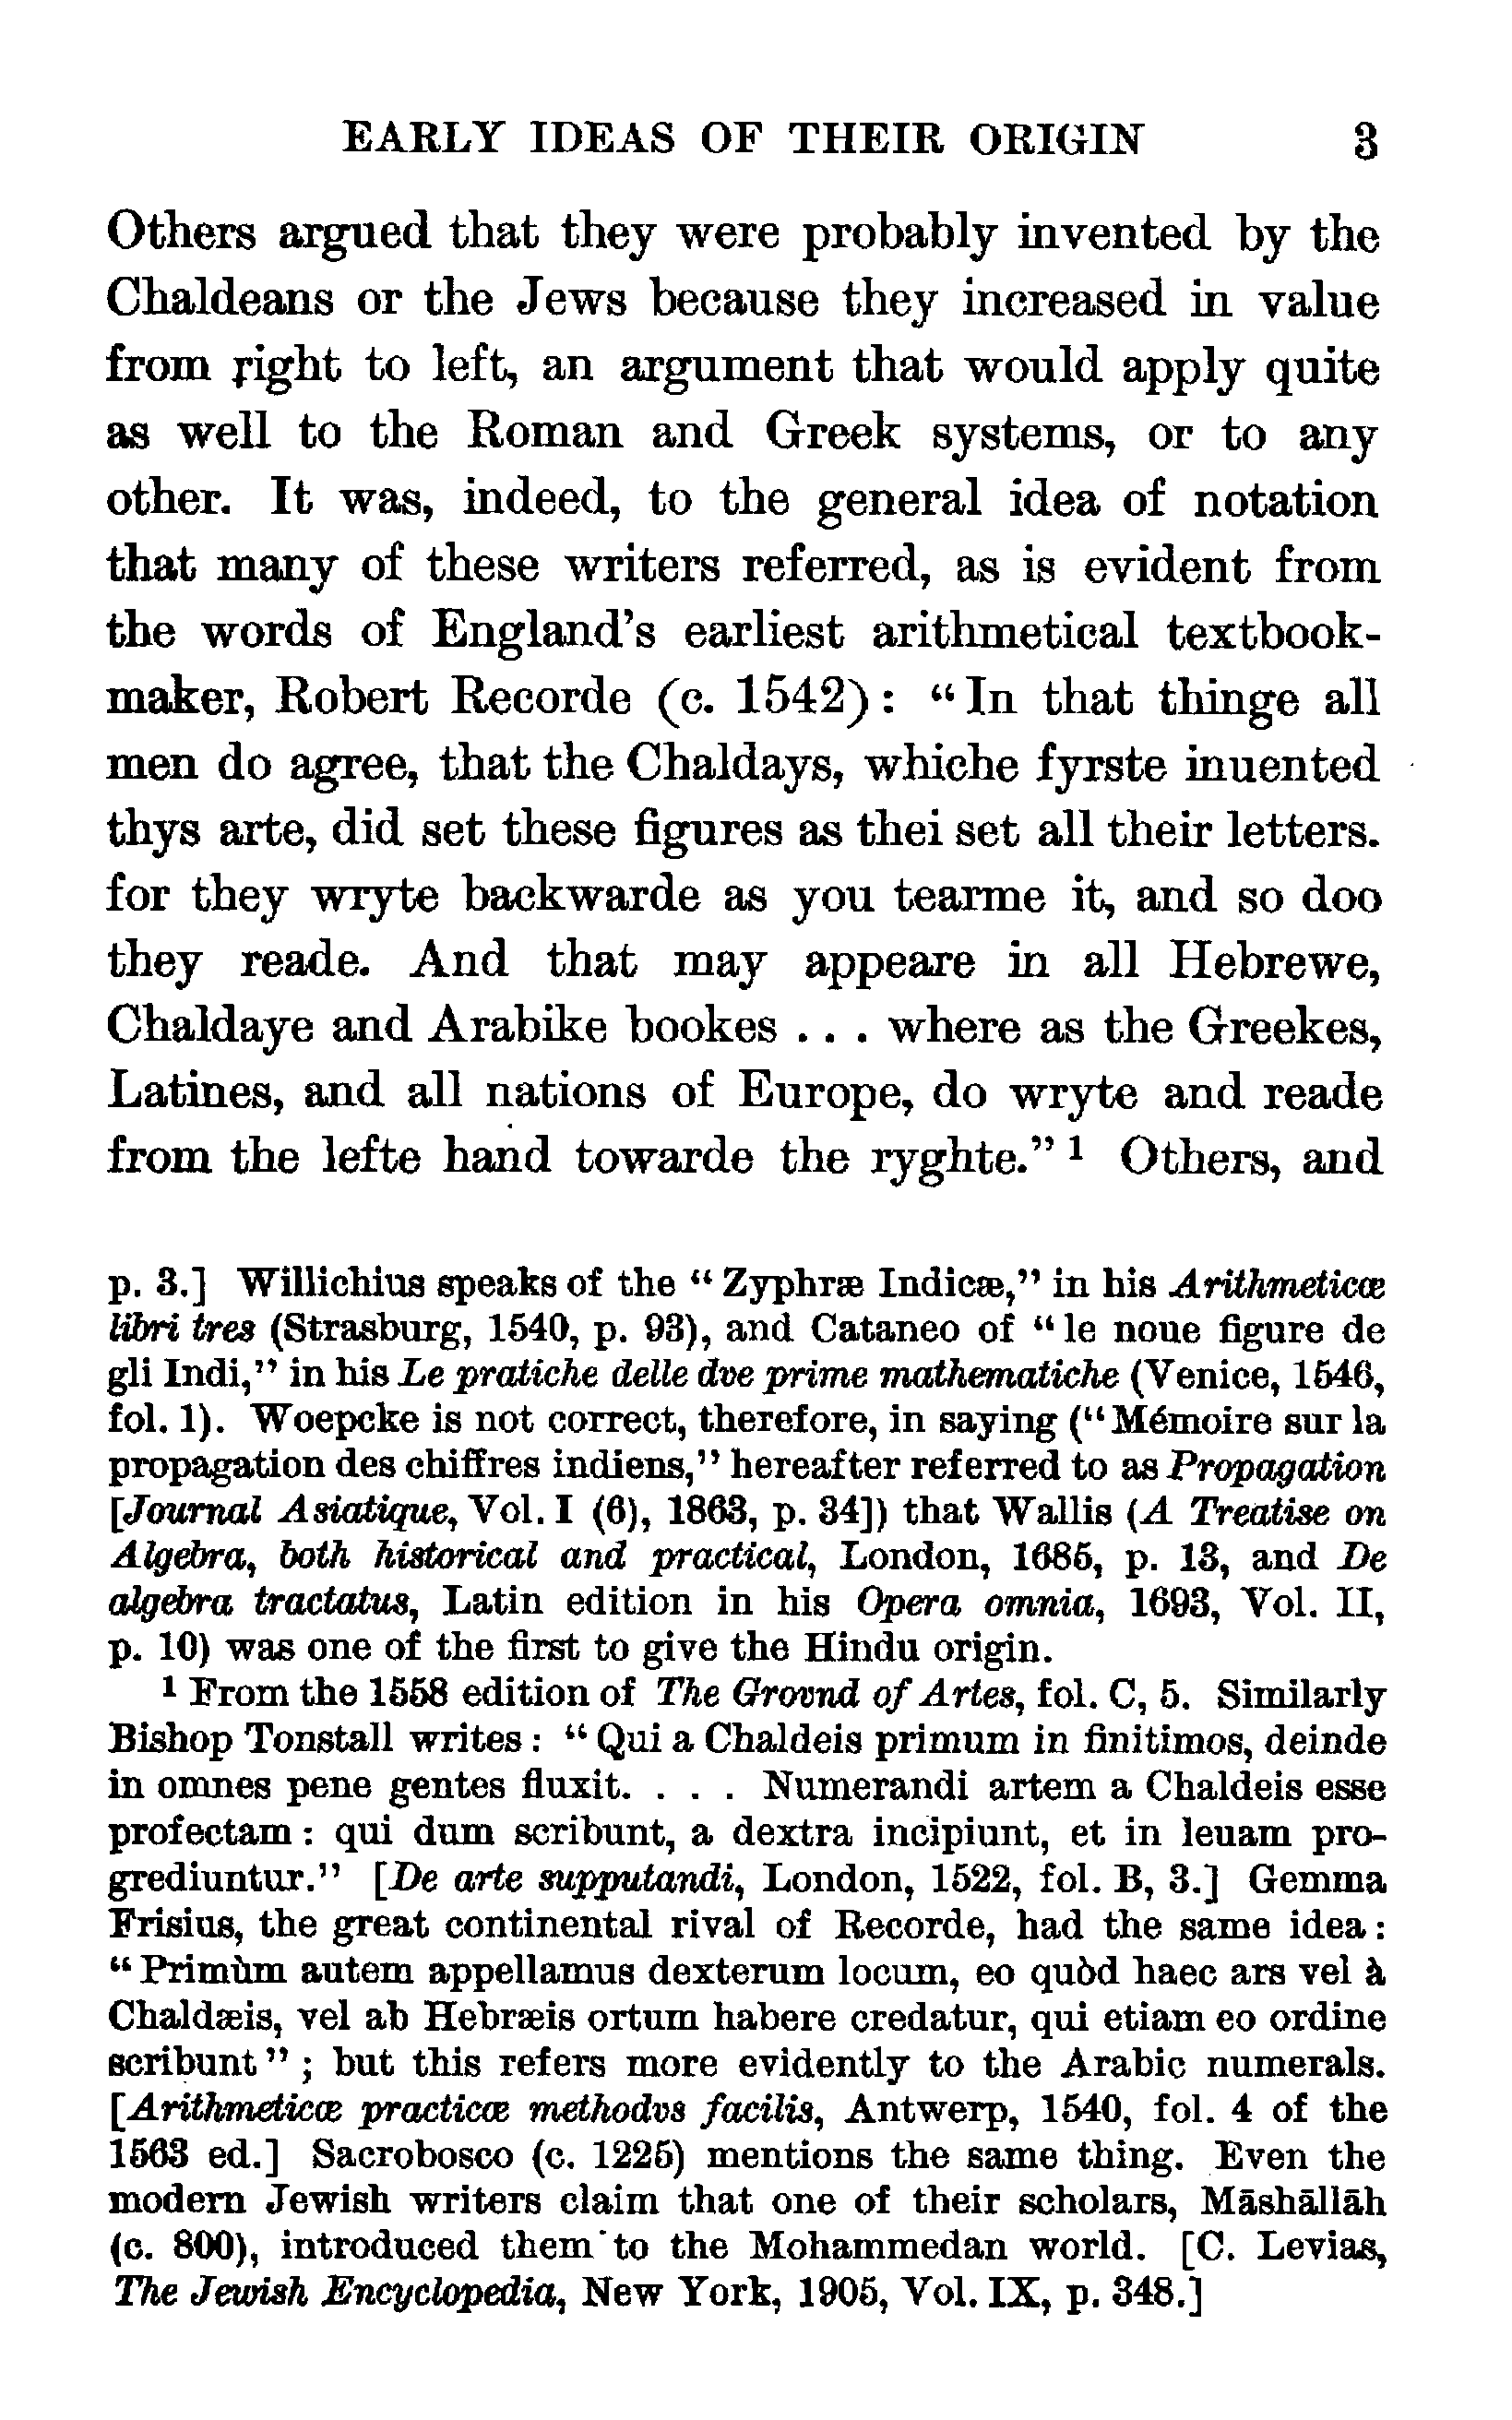 EARLY IDEAS OF THEIR ORIGIN 3
Others argued that they were probably invented by the
Chaldeans or the Jews because they increased in value
from right to left, an argument that would apply quite
as well to the Roman and Greek systems, or to any
other. It was, indeed, to the general idea of notation
that many of these writers referred, as is evident from
the words of England's earliest arithmetical textbook-
maker, Robert Recorde (c. 1542): "In that thinge all
men do agree, that the Chaldays, whiche fyrste inuented
thys arte, did set these figures as thei set all their letters.
for they wryte backwarde as you tearme it, and so doo
they reade. And that may appeare in all Hebrewe,
Chaldaye and Arabike bookes . . . where as the Greekes,
Latines, and all nations of Europe, do wryte and reade
from the lefte hand towarde the ryghte." 1 Others, and
p. 3.] Willichius speaks of the "Zyphræ Indicæ," in his Arithmeticæ
libri tres (Strasburg, 1540, p. 93), and Cataneo of "le noue figure de
gli Indi," in his Le pratiche delle dve prime mathematiche (Venice, 1546,
fol. 1). Woepcke is not correct, therefore, in saying ("Mémoire sur la
propagation des chiffres indiens," hereafter referred to as Propagation
[Journal Asiatique, Vol. I (6), 1863, p. 34]) that Wallis (A Treatise on
Algebra, both historical and practical, London, 1685, p. 13, and De
algebra tractatus, Latin edition in his Opera omnia, 1693, Vol. II,
p. 10) was one of the first to give the Hindu origin.
1 From the 1558 edition of The Grovnd of Artes, fol. C, 5. Similarly
Bishop Tonstall writes: "Qui a Chaldeis primum in finitimos, deinde
in omnes pene gentes fluxit. . . . Numerandi artem a Chaldeis esse
profectam: qui dum scribunt, a dextra incipiunt, et in leuam pro-
grediuntur." [De arte supputandi, London, 1522, fol. B, 3.] Gemma
Frisius, the great continental rival of Recorde, had the same idea:
"Primùm autem appellamus dexterum locum, eo quòd haec ars vel à
Chaldæis, vel ab Hebræis ortum habere credatur, qui etiam eo ordine
scribunt"; but this refers more evidently to the Arabic numerals.
[Arithmeticæ practicæ methodvs facilis, Antwerp, 1540, fol. 4 of the
1563 ed.] Sacrobosco (c. 1225) mentions the same thing. Even the
modern Jewish writers claim that one of their scholars, Māshāllāh
(c. 800), introduced them to the Mohammedan world. [C. Levias,
The Jewish Encyclopedia, New York, 1905, Vol. IX, p. 348.]